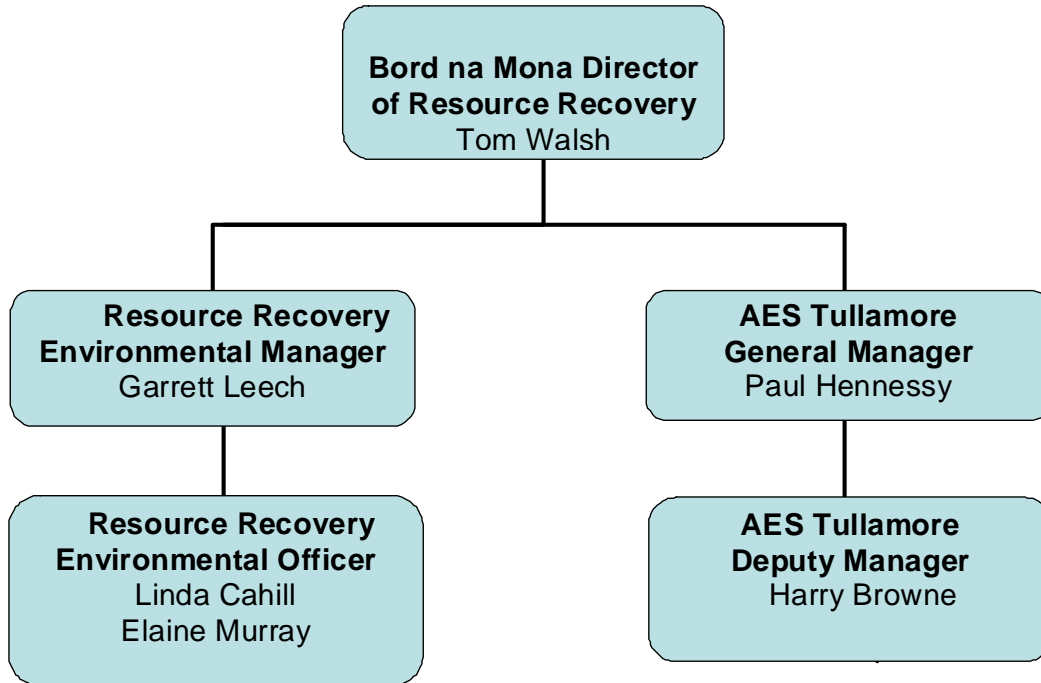 Bord na Mona Director
of Resource Recovery
Tom Walsh
Resource Recovery
Environmental Manager
Garrett Leech
AES Tullamore
General Manager
Paul Hennessy
Resource Recovery
Environmental Officer
Linda Cahill
Elaine Murray
AES Tullamore
Deputy Manager
Harry Browne